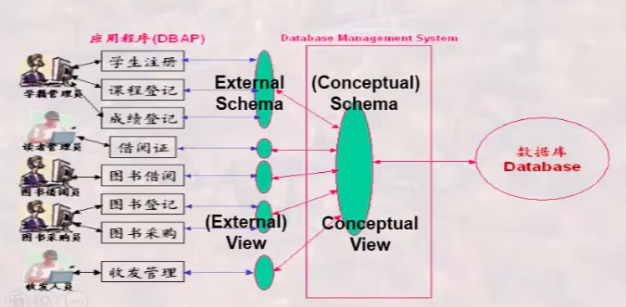 应用程序(DBAP)
Database Management System
学生注册
学籍管理员
课程登记
成绩登记
External
Schema
(Conceptual)
Schema
读者管理员
借阅证
图书借阅
图书借阅员
图书登记
图书采购
图书采购员
(External)
View
Conceptual
View
数据库
Database
收发管理
收发人员